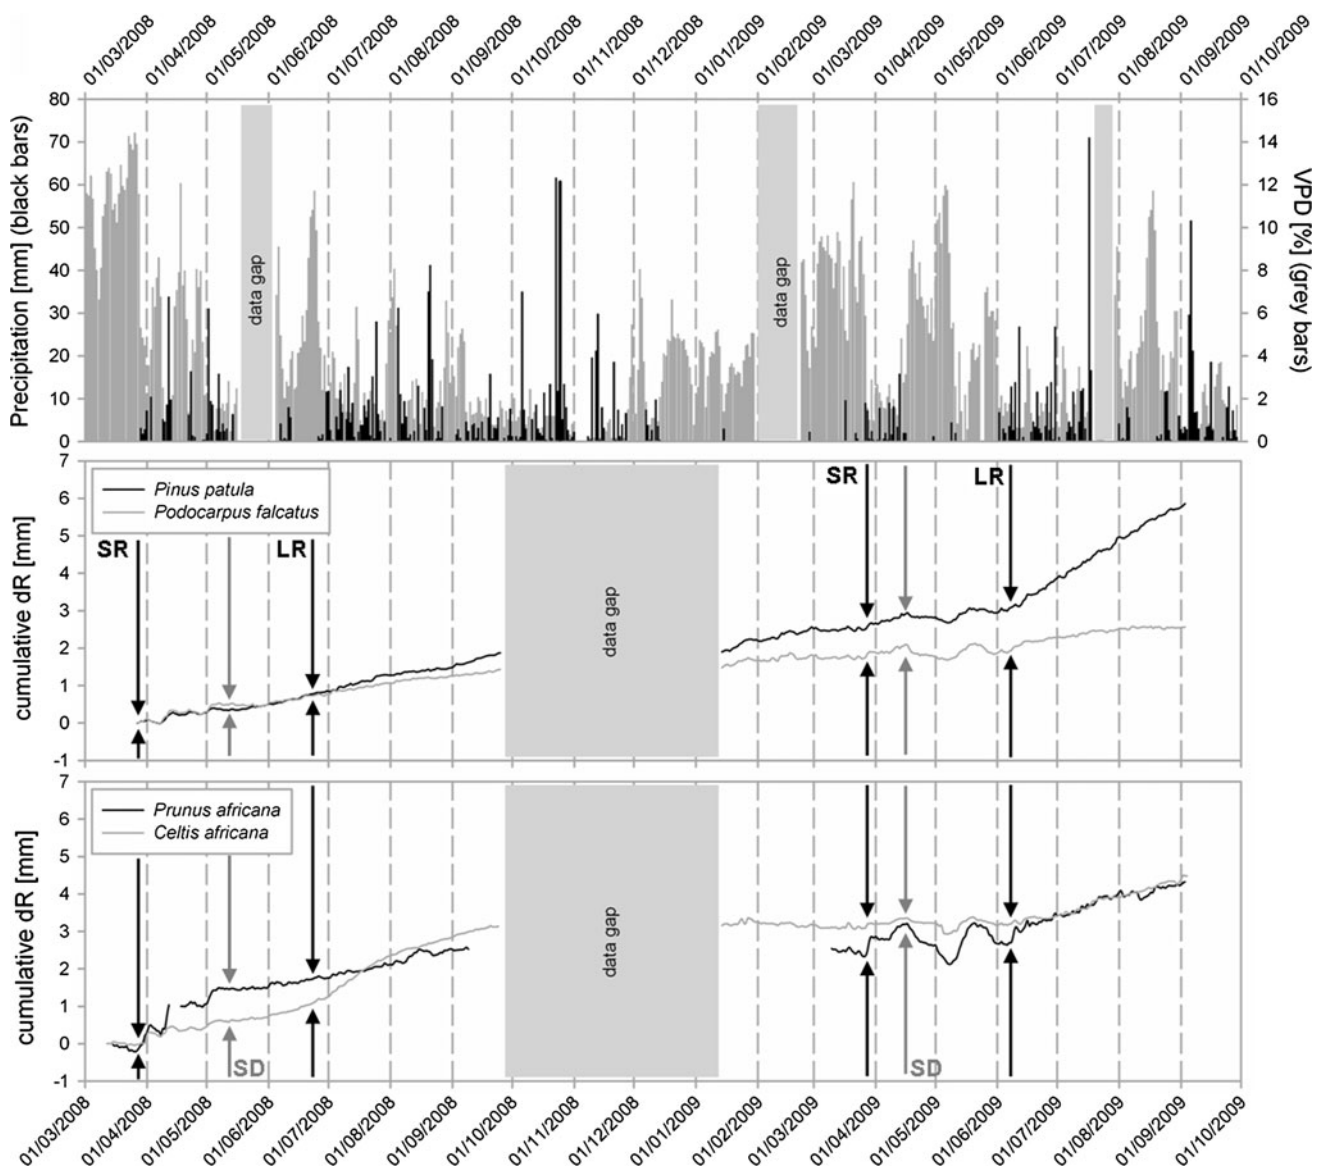 01/03/2008 01/04/2008 01/05/2008 01/06/2008 01/07/2008 01/08/2008 01/09/2008 01/10/2008 01/11/2008 01/12/2008 01/01/2009 01/02/2009 01/03/2009 01/04/2009 01/05/2009 01/06/2009 01/07/2009 01/08/2009 01/09/2009 01/10/2009
Precipitation [mm] (black bars)
80
70
60
50
40
30
20
10
0
data gap
data gap
16
14
12
10
8
6
4
2
0
VPD [%] (grey bars)
cumulative dR [mm]
7
6
5
4
3
2
1
0
-1
Pinus patula
Podocarpus falcatus
SR
LR
data gap
SR
LR
cumulative dR [mm]
7
6
5
4
3
2
1
0
-1
Prunus africana
Celtis africana
SD
data gap
SD
01/03/2008 01/04/2008 01/05/2008 01/06/2008 01/07/2008 01/08/2008 01/09/2008 01/10/2008 01/11/2008 01/12/2008 01/01/2009 01/02/2009 01/03/2009 01/04/2009 01/05/2009 01/06/2009 01/07/2009 01/08/2009 01/09/2009 01/10/2009